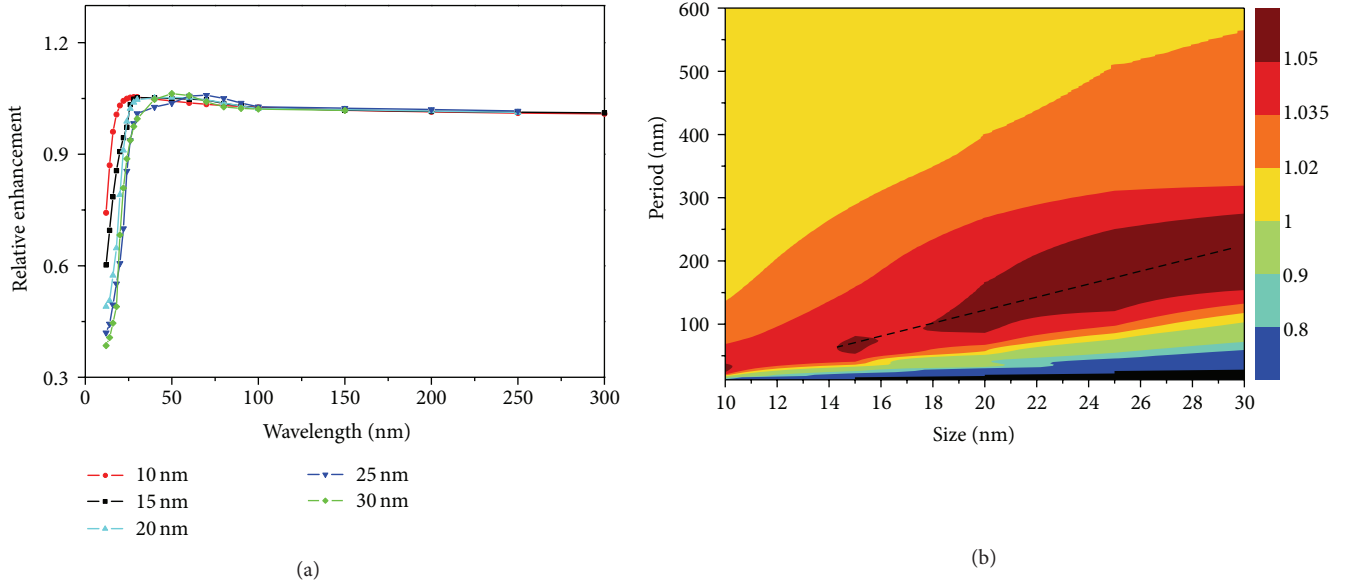 1.2
0.9
0.6
0.3
Relative enhancement
0 50 100 150 200 250 300
Wavelength (nm)
10 nm
15 nm
20 nm
25 nm
30 nm
(a)
600
500
400
300
200
100
Period (nm)
10 12 14 16 18 20 22 24 26 28 30
Size (nm)
1.05
1.035
1.02
1
0.9
0.8
(b)